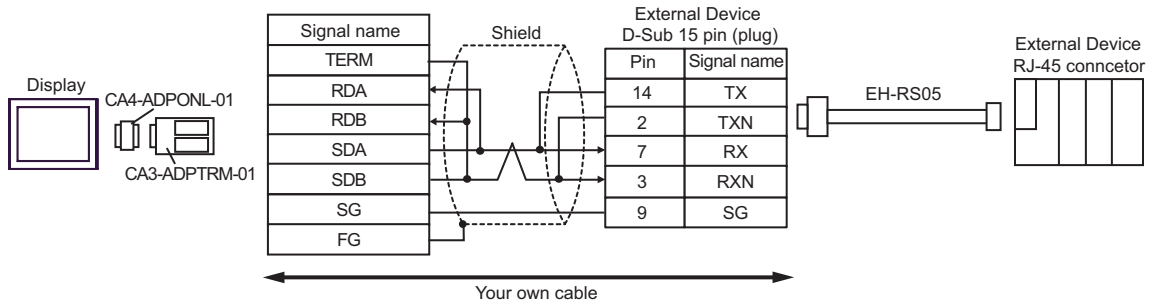 Display
CA4-ADPONL-01
CA3-ADPTRM-01
Signal name
TERM
RDA
RDB
SDA
SDB
SG
FG
Shield
External Device
D-Sub 15 pin (plug)
Pin Signal name
14 TX
2 TXN
7 RX
3 RXN
9 SG
EH-RS05
External Device
RJ-45 conncetor
Your own cable